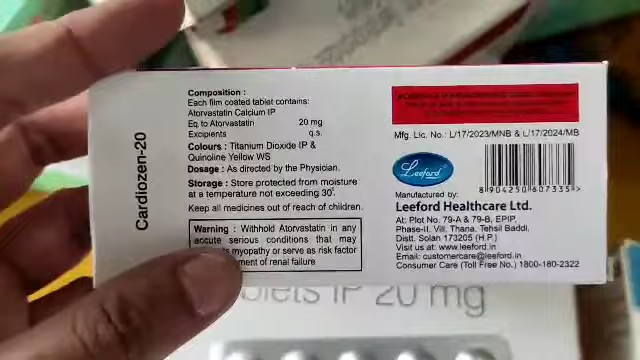 Cardiozen-20
Composition :
Each film coated tablet contains:
Atorvastatin Calcium IP
Eq. to Atorvastatin 20 mg
Excipients q.s.
Colours : Titanium Dioxide IP &
Quinoline Yellow WS
Dosage : As directed by the Physician.
Storage : Store protected from moisture
at a temperature not exceeding 30°.
Keep all medicines out of reach of children.
Warning : Withhold Atorvastatin in any
accute serious conditions that may
myopathy or serve as risk factor
ment of renal failure
Mfg. Lic. No.: L/17/2023/MNB & L/17/2024/MB
Leeford
8 904250 607335 >
Manufactured by:
Leeford Healthcare Ltd.
At: Plot No. 79-A & 79-B, EPIP,
Phase-II, Vill. Thana, Tehsil Baddi,
Distt. Solan 173205 (H.P.)
Visit us at: www.leeford.in
Email: customercare@leeford.in
Consumer Care (Toll Free No.) 1800-180-2322
blets IP 20 mg